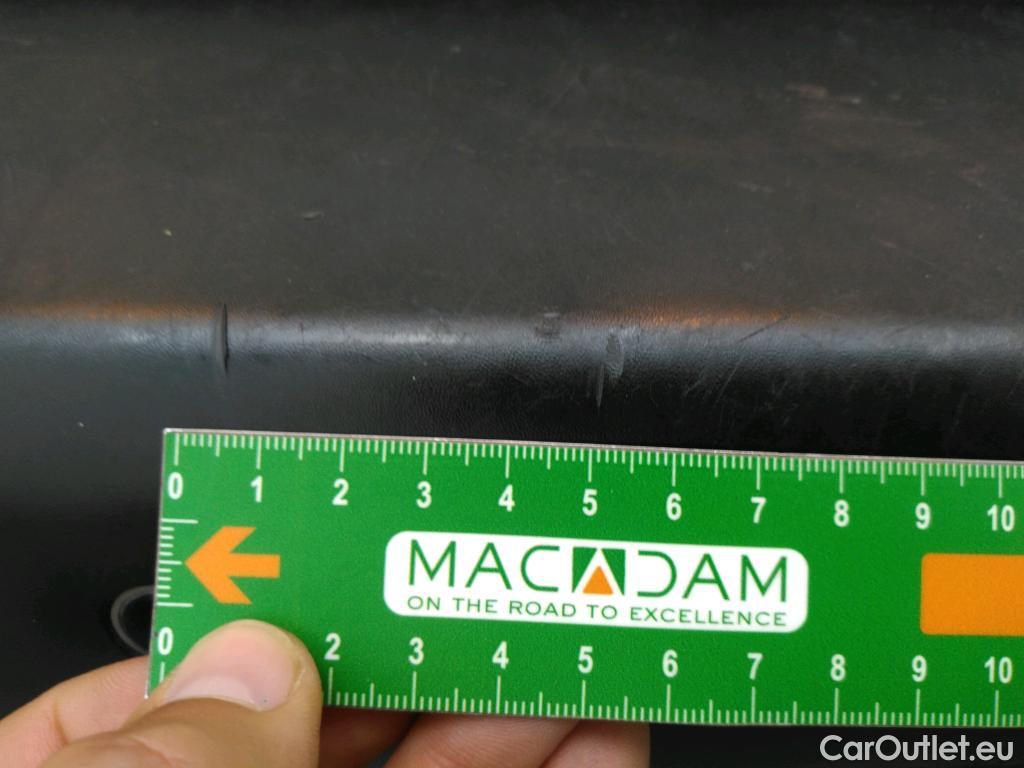 0 1 2 3 4 5 6 7 8 9 10
MACADAM
ON THE ROAD TO EXCELLENCE
0 2 3 4 5 6 7 8 9 10
CarOutlet.eu